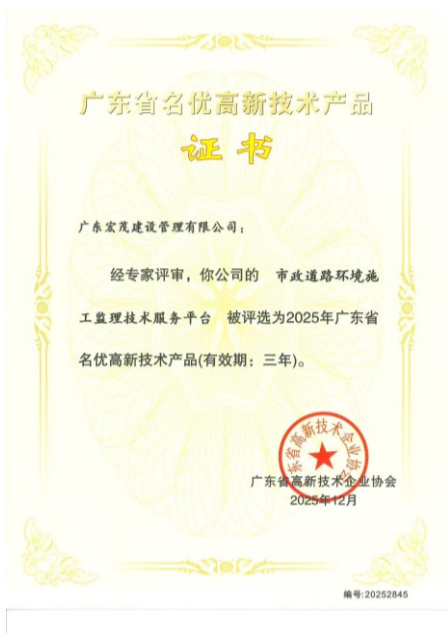 广东省名优高新技术产品
证书
广东宏茂建设管理有限公司：
经专家评审，你公司的 市政道路环境施
工监理技术服务平台 被评选为2025年广东省
名优高新技术产品(有效期：三年)。
广东省高新技术企业协会
广东省高新技术企业协会
2025年12月
编号:20252845